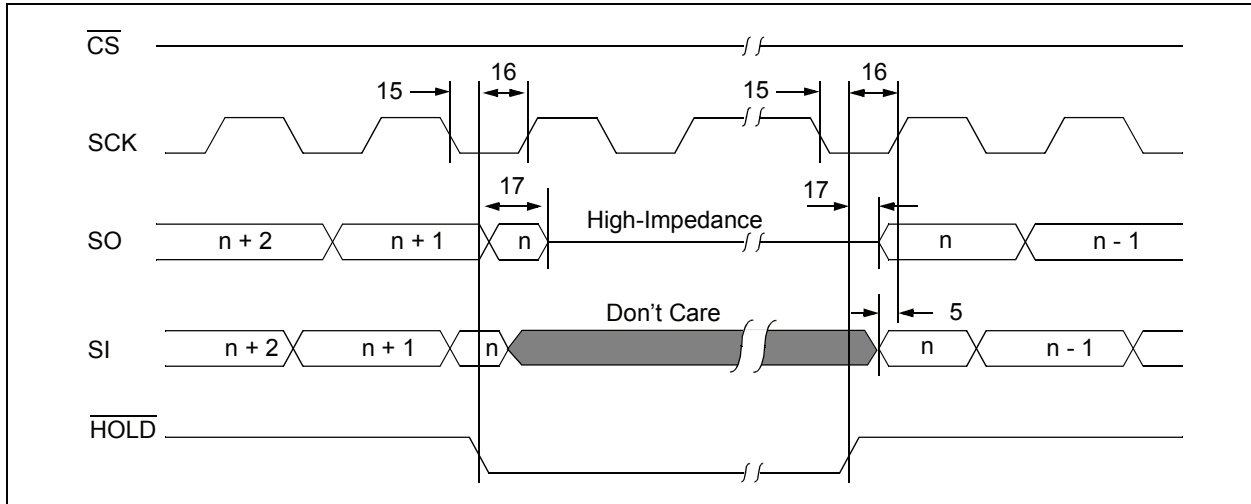 CS
16
16
15
15
SCK
17
17
High-Impedance
SO
n + 2
n + 1
n
n
n - 1
Don't Care
5
SI
n + 2
n + 1
n
n
n - 1
HOLD